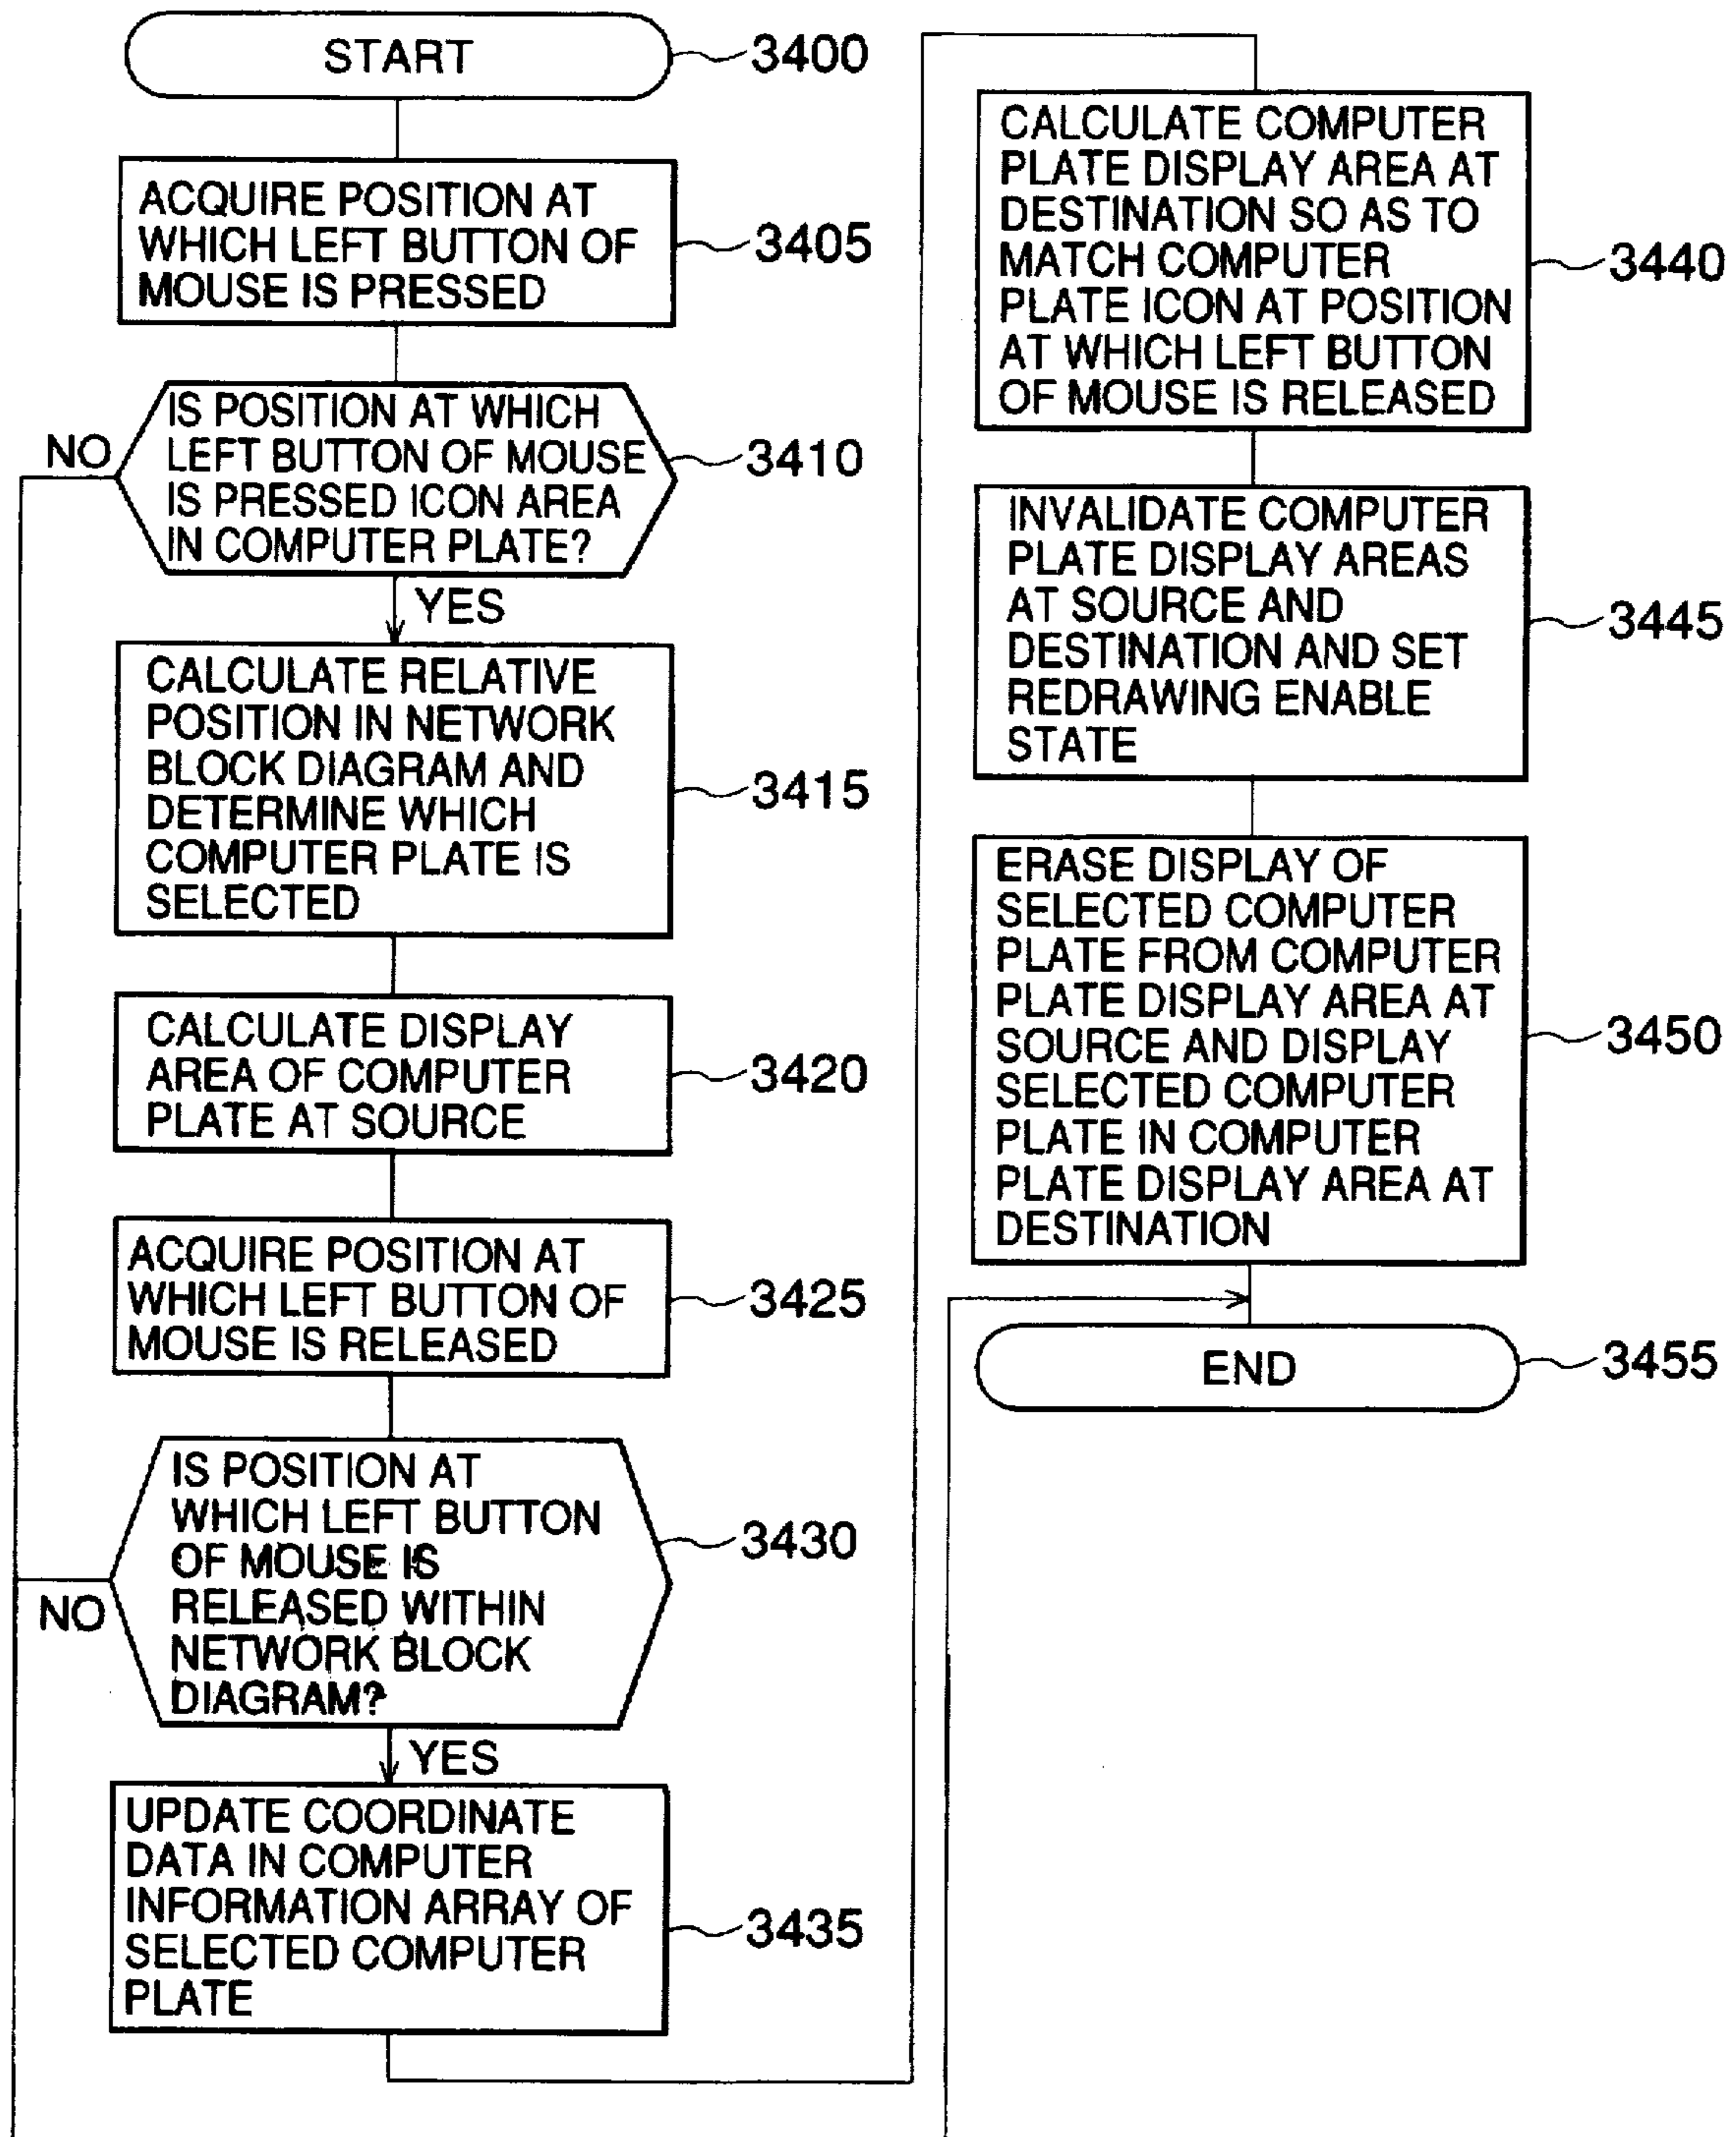 START
3400
ACQUIRE POSITION AT
WHICH LEFT BUTTON OF
MOUSE IS PRESSED
3405
IS POSITION AT WHICH
LEFT BUTTON OF MOUSE
IS PRESSED ICON AREA
IN COMPUTER PLATE?
3410
NO
YES
CALCULATE RELATIVE
POSITION IN NETWORK
BLOCK DIAGRAM AND
DETERMINE WHICH
COMPUTER PLATE IS
SELECTED
3415
CALCULATE DISPLAY
AREA OF COMPUTER
PLATE AT SOURCE
3420
ACQUIRE POSITION AT
WHICH LEFT BUTTON OF
MOUSE IS RELEASED
3425
IS POSITION AT
WHICH LEFT BUTTON
OF MOUSE IS
RELEASED WITHIN
NETWORK BLOCK
DIAGRAM?
3430
NO
YES
UPDATE COORDINATE
DATA IN COMPUTER
INFORMATION ARRAY OF
SELECTED COMPUTER
PLATE
3435
CALCULATE COMPUTER
PLATE DISPLAY AREA AT
DESTINATION SO AS TO
MATCH COMPUTER
PLATE ICON AT POSITION
AT WHICH LEFT BUTTON
OF MOUSE IS RELEASED
3440
INVALIDATE COMPUTER
PLATE DISPLAY AREAS
AT SOURCE AND
DESTINATION AND SET
REDRAWING ENABLE
STATE
3445
ERASE DISPLAY OF
SELECTED COMPUTER
PLATE FROM COMPUTER
PLATE DISPLAY AREA AT
SOURCE AND DISPLAY
SELECTED COMPUTER
PLATE IN COMPUTER
PLATE DISPLAY AREA AT
DESTINATION
3450
END
3455